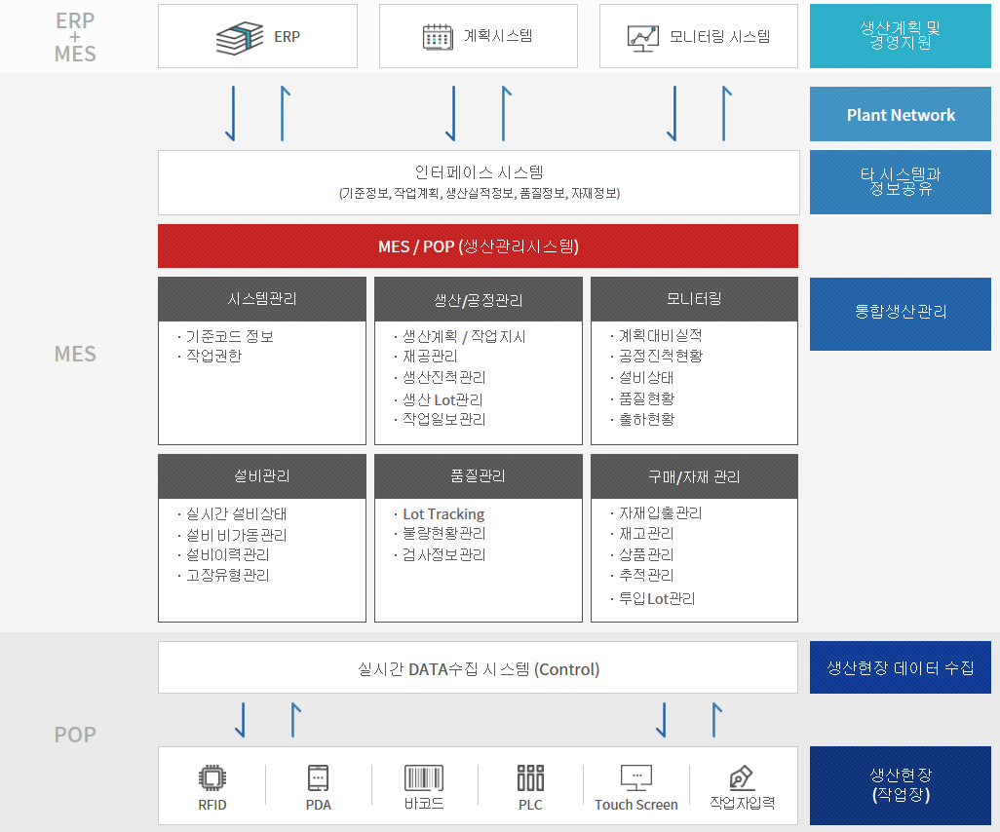 ERP
+
MES
ERP
계획시스템
모니터링 시스템
생산계획 및
경영지원
Plant Network
인터페이스 시스템
(기준정보, 작업계획, 생산실적정보, 품질정보, 자재정보)
타 시스템과
정보공유
MES / POP (생산관리시스템)
MES
시스템관리
· 기준코드 정보
· 작업권한
생산/공정관리
· 생산계획 / 작업지시
· 재공관리
· 생산진척관리
· 생산 Lot관리
· 작업일보관리
모니터링
· 계획대비실적
· 공정진척현황
· 설비상태
· 품질현황
· 출하현황
통합생산관리
설비관리
· 실시간 설비상태
· 설비 비가동관리
· 설비이력관리
· 고장유형관리
품질관리
· Lot Tracking
· 불량현황관리
· 검사정보관리
구매/자재 관리
· 자재입출관리
· 재고관리
· 상품관리
· 추적관리
· 투입Lot관리
POP
실시간 DATA수집 시스템 (Control)
생산현장 데이터 수집
RFID
PDA
바코드
PLC
Touch Screen
작업자입력
생산현장
(작업장)